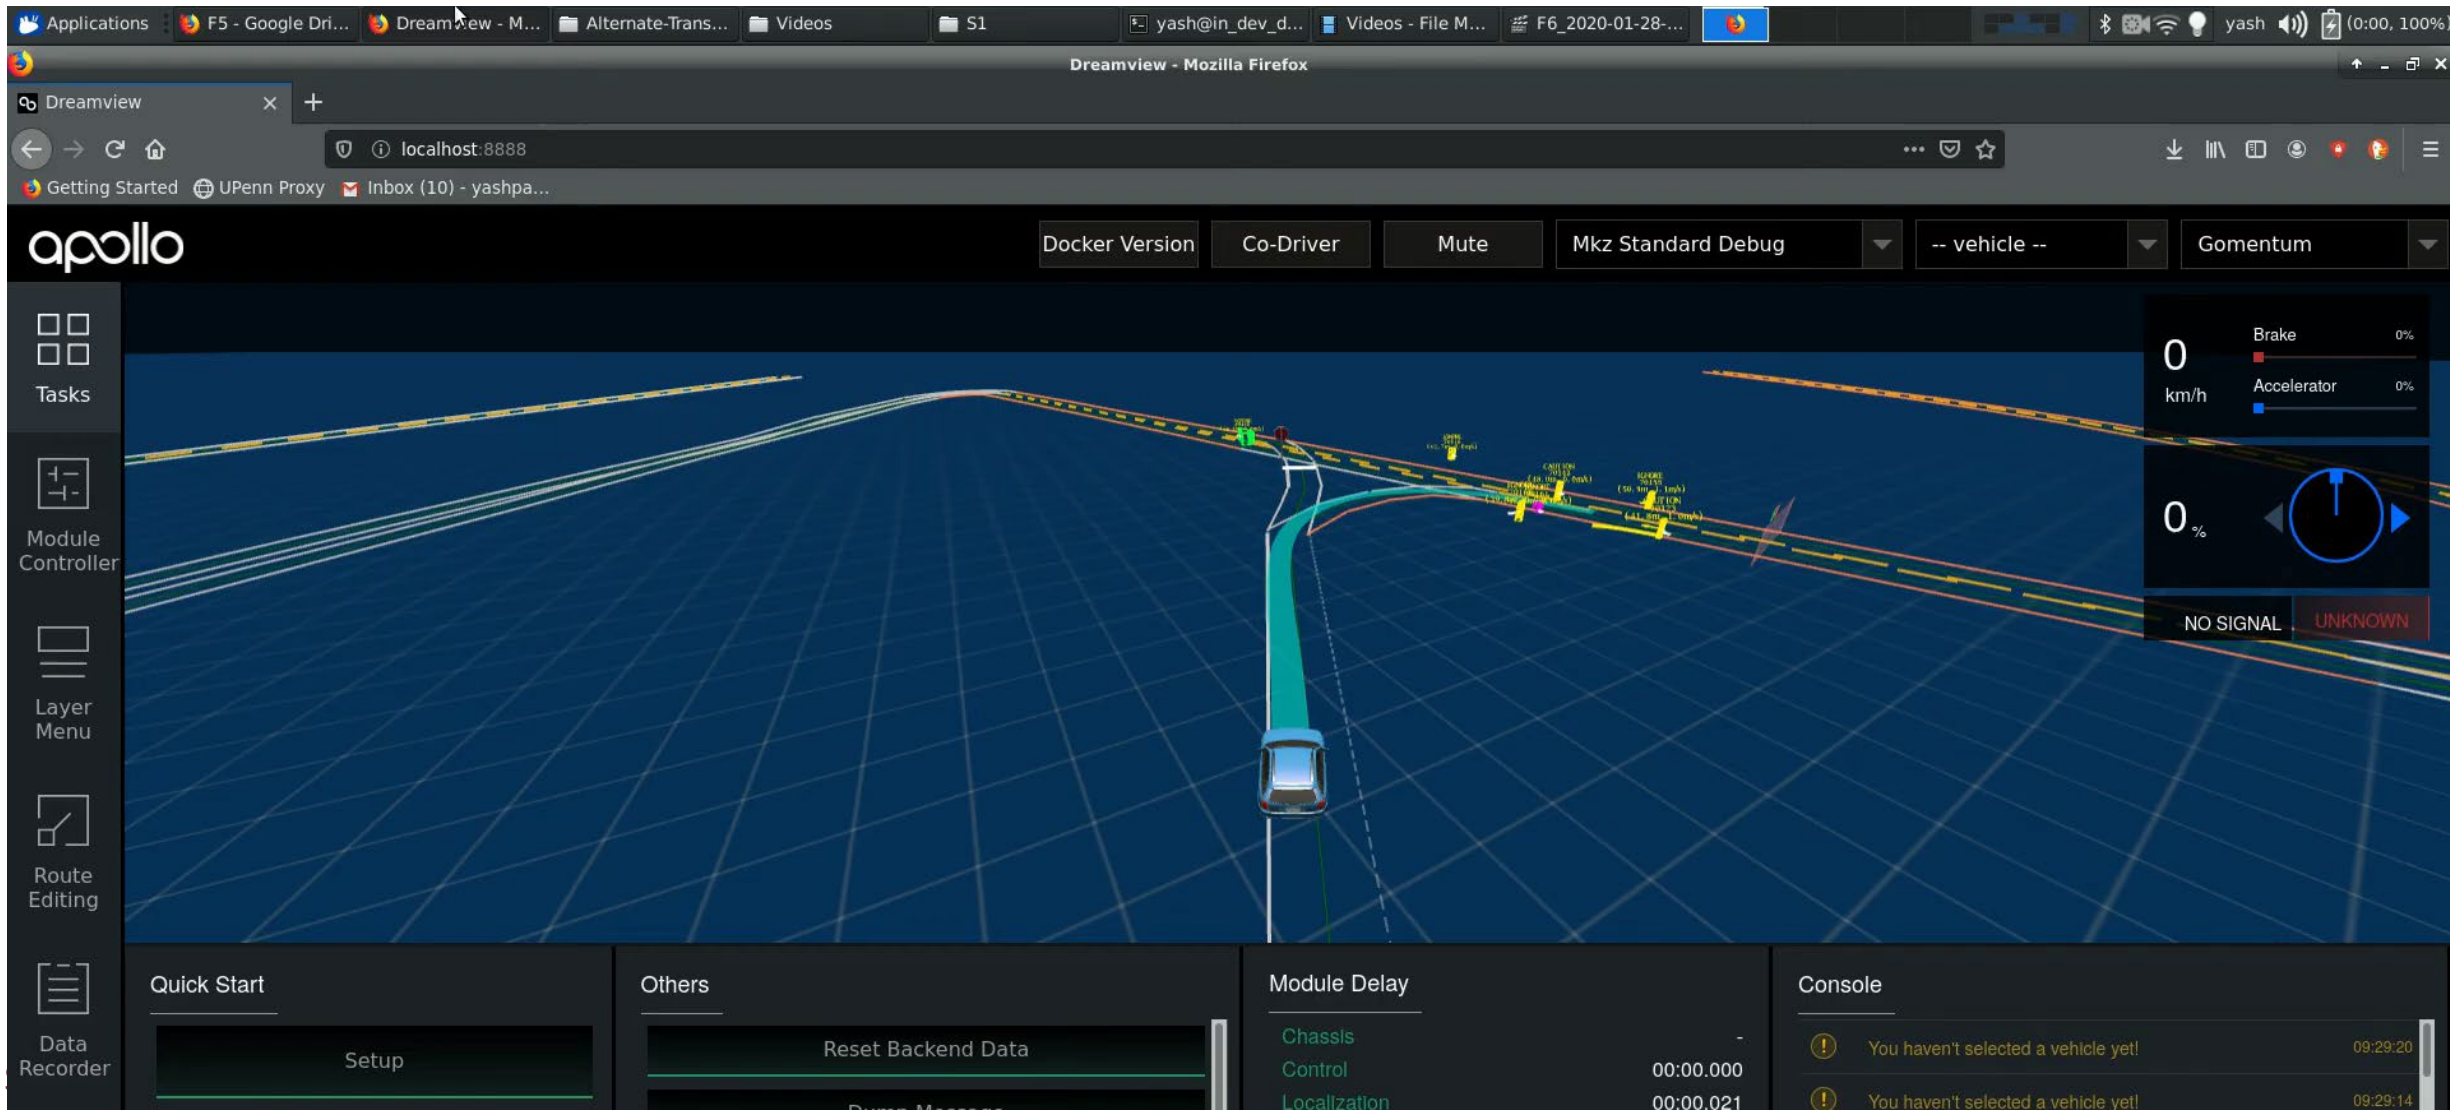 Applications F5 - Google Dri... Dreamview - M... Alternate-Trans... Videos S1 yash@in_dev_d... Videos - File M... F6_2020-01-28-... yash (0:00, 100%)
Dreamview - Mozilla Firefox
Dreamview
localhost:8888
Getting Started UPenn Proxy Inbox (10) - yashpa...
apollo
Docker Version Co-Driver Mute Mkz Standard Debug -- vehicle -- Gomentum
Tasks
Module
Controller
Layer
Menu
Route
Editing
Data
Recorder
0
km/h
Brake 0%
Accelerator 0%
0 %
NO SIGNAL UNKNOWN
CAUTION
IGNORE
Quick Start
Setup
Others
Reset Backend Data
Dump Message
Module Delay
Chassis -
Control 00:00.000
Localization 00:00.021
Console
You haven't selected a vehicle yet! 09:29:20
You haven't selected a vehicle yet! 09:29:14